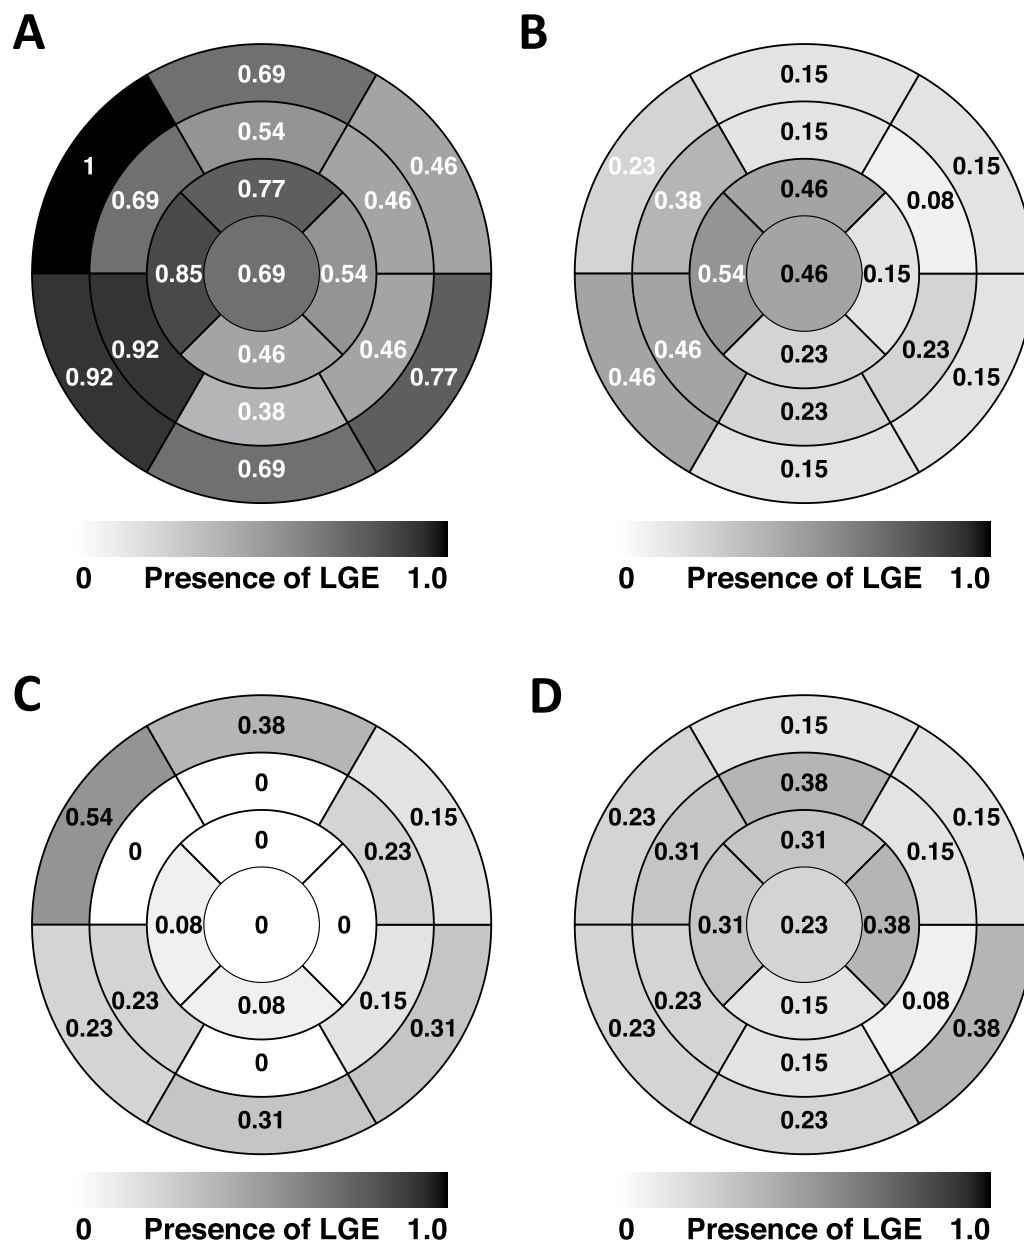 A B
0.69 0.15
0.54 0.15
1 0.46 0.23 0.15
0.77 0.46
0.69 0.46 0.38 0.08
0.85 0.69 0.54 0.54 0.46 0.15
0.92 0.46 0.46 0.23
0.46 0.23
0.92 0.77 0.46 0.15
0.38 0.23
0.69 0.15
0 Presence of LGE 1.0 0 Presence of LGE 1.0
C D
0.38 0.15
0 0.38
0.54 0.15 0.23 0.15
0 0.31
0 0.23 0.31 0.15
0.08 0 0 0.31 0.23 0.38
0.23 0.15 0.23 0.08
0.08 0.15
0.23 0.31 0.23 0.38
0 0.15
0.31 0.23
0 Presence of LGE 1.0 0 Presence of LGE 1.0